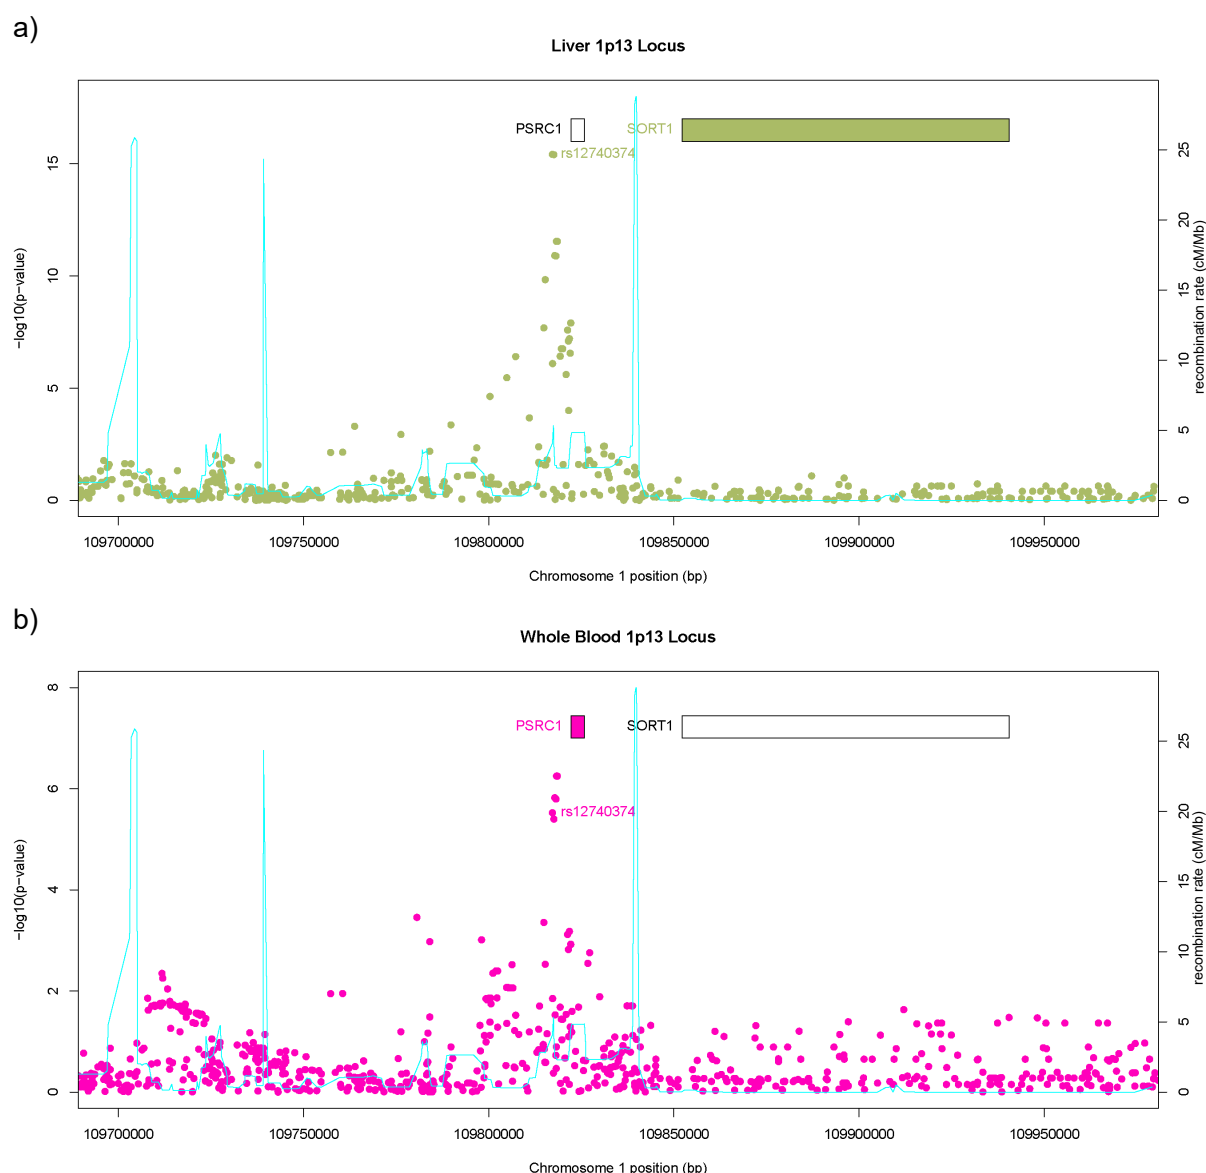 a)
Liver 1p13 Locus
PSRC1
SORT1
rs12740374
−log10(p−value)
0
5
10
15
recombination rate (cM/Mb)
0
5
10
15
20
25
109700000
109750000
109800000
109850000
109900000
109950000
Chromosome 1 position (bp)
b)
Whole Blood 1p13 Locus
PSRC1
SORT1
rs12740374
−log10(p−value)
0
2
4
6
8
recombination rate (cM/Mb)
0
5
10
15
20
25
109700000
109750000
109800000
109850000
109900000
109950000
Chromosome 1 position (bp)